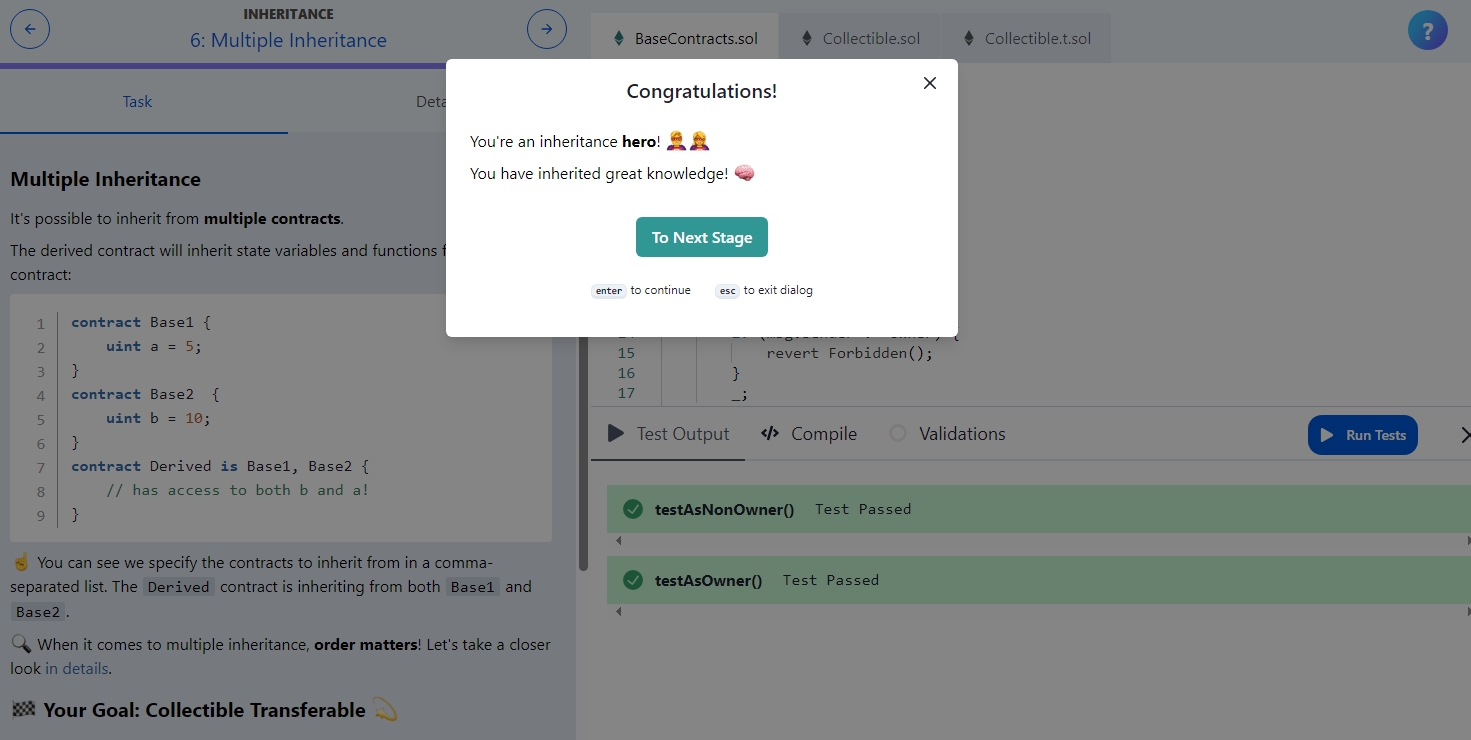 INHERITANCE
6: Multiple Inheritance
BaseContracts.sol
Collectible.sol
Collectible.t.sol
?
Task
Congratulations!
You're an inheritance hero!
You have inherited great knowledge!
To Next Stage
enter to continue
esc to exit dialog
Multiple Inheritance
It's possible to inherit from multiple contracts.
The derived contract will inherit state variables and functions
contract:
1 contract Base1 {
2 uint a = 5;
3 }
4 contract Base2 {
5 uint b = 10;
6 }
7 contract Derived is Base1, Base2 {
8 // has access to both b and a!
9 }
You can see we specify the contracts to inherit from in a comma-
separated list. The Derived contract is inheriting from both Base1 and
Base2.
When it comes to multiple inheritance, order matters! Let's take a closer
look in details.
Your Goal: Collectible Transferable
15 revert Forbidden();
16 }
17 _;
Test Output
Compile
Validations
Run Tests
testAsNonOwner() Test Passed
testAsOwner() Test Passed